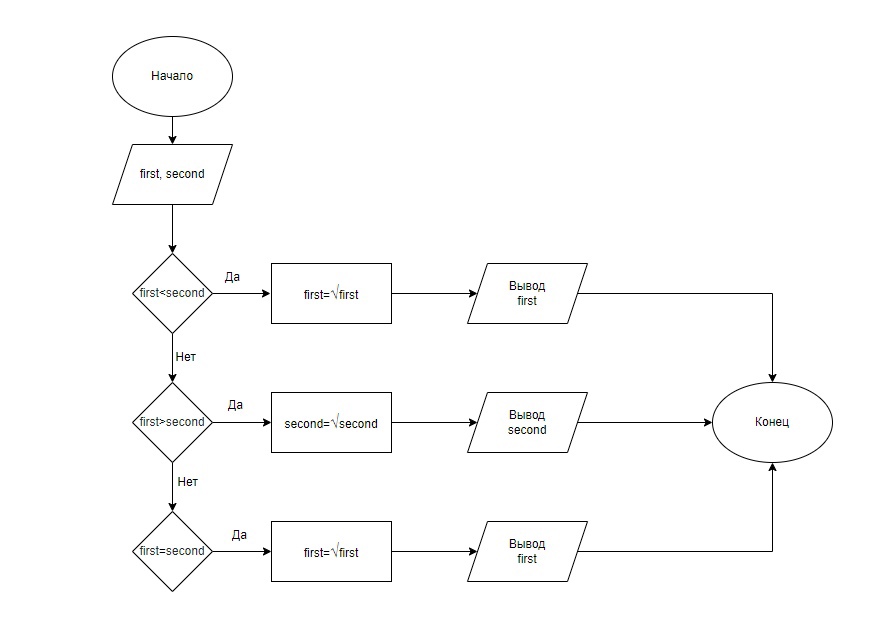 Начало
first, second
first<second
Да
first=√first
Вывод
first
Нет
first>second
Да
second=√second
Вывод
second
Конец
Нет
first=second
Да
first=√first
Вывод
first